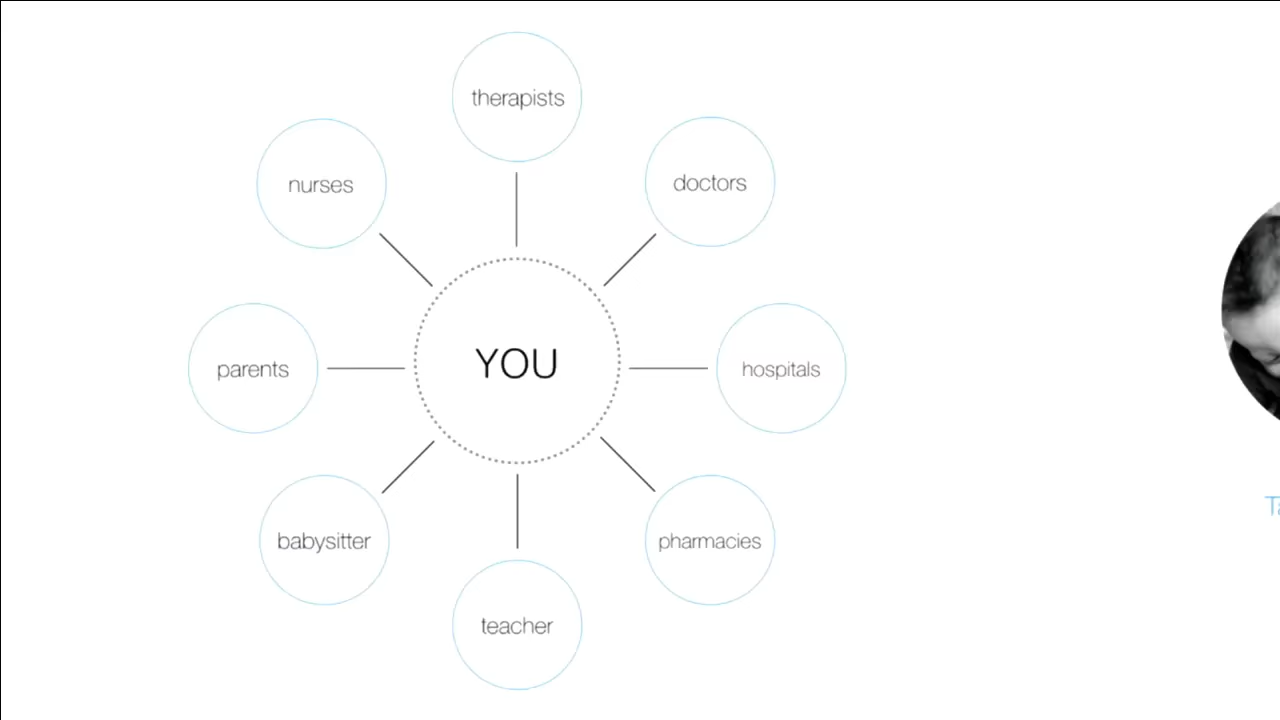 therapists
nurses
doctors
YOU
parents
hospitals
babysitter
pharmacies
teacher